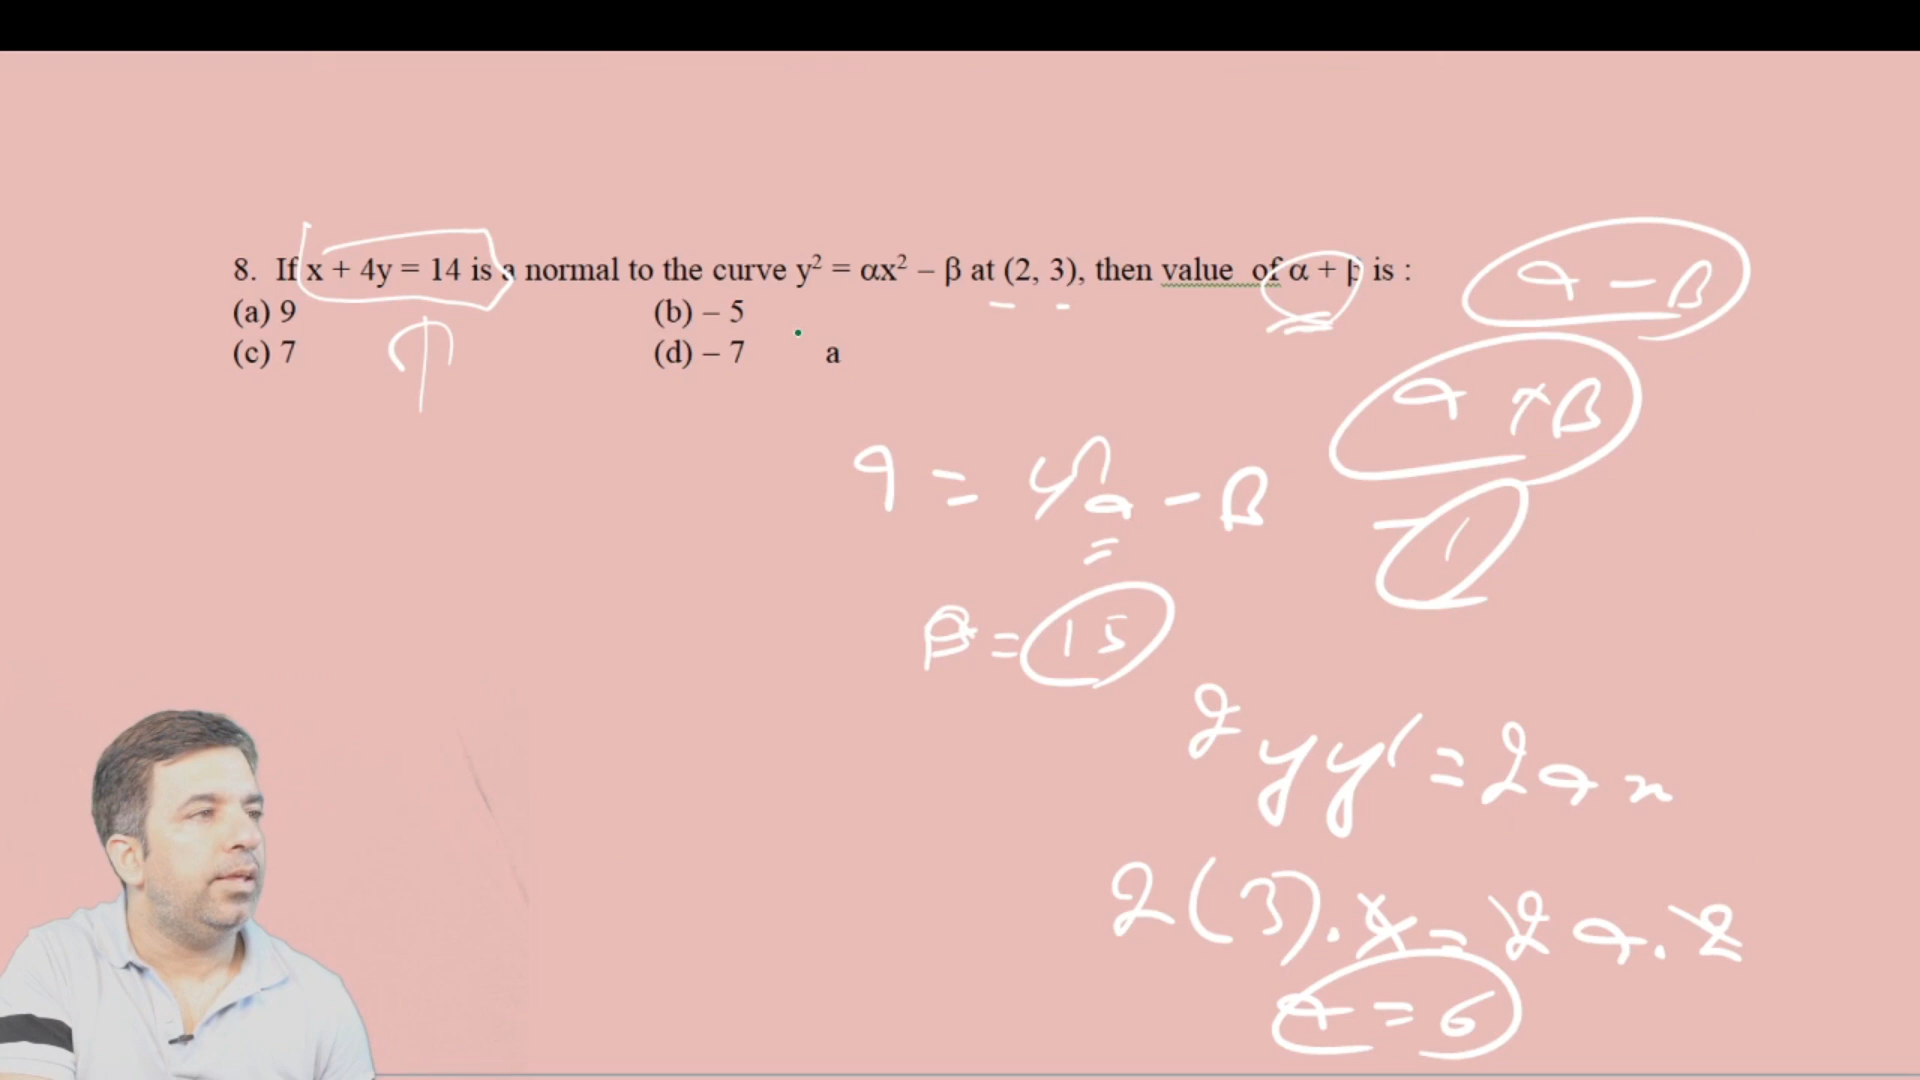 8. If x + 4y = 14 is a normal to the curve y² = αx² – β at (2, 3), then value of α + β is :
(a) 9 (b) – 5
(c) 7 (d) – 7 a
α – β
α + β
9 = 4α – β
β = 15
2yy' = 2αx
2(3).4 = 2α.2
α = 6